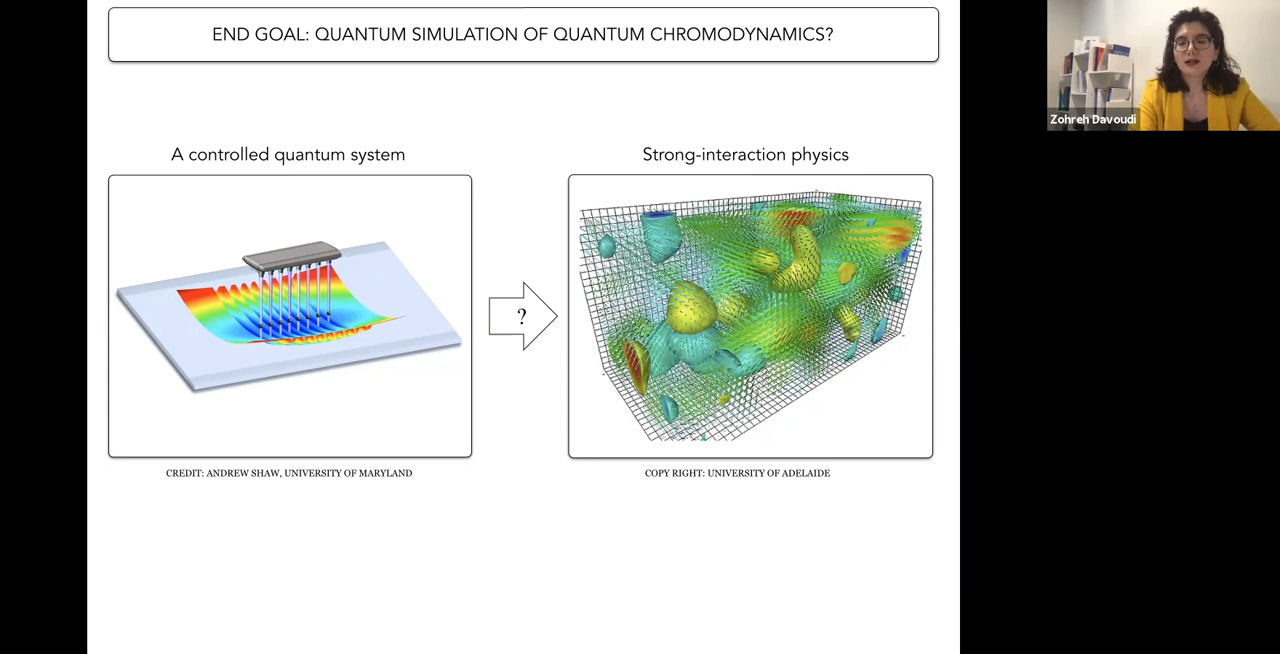 END GOAL: QUANTUM SIMULATION OF QUANTUM CHROMODYNAMICS?
Zohreh Davoudi
A controlled quantum system
Strong-interaction physics
?
CREDIT: ANDREW SHAW, UNIVERSITY OF MARYLAND
COPY RIGHT: UNIVERSITY OF ADELAIDE